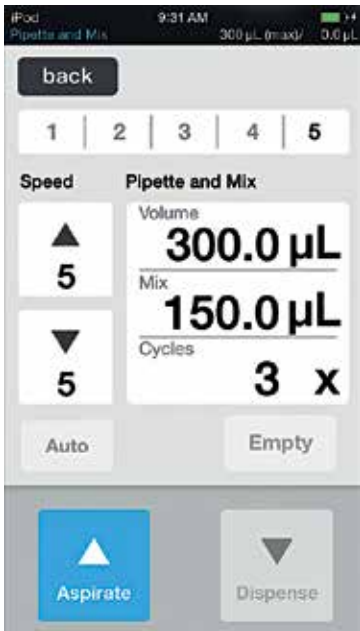 iPod 9:31 AM
Pipette and Mix 300 µL (max)/ 0.0 µL
back
1 2 3 4 5
Speed Pipette and Mix
Volume
5 300.0 µL
Mix
150.0 µL
Cycles
5 3 x
Auto Empty
Aspirate Dispense